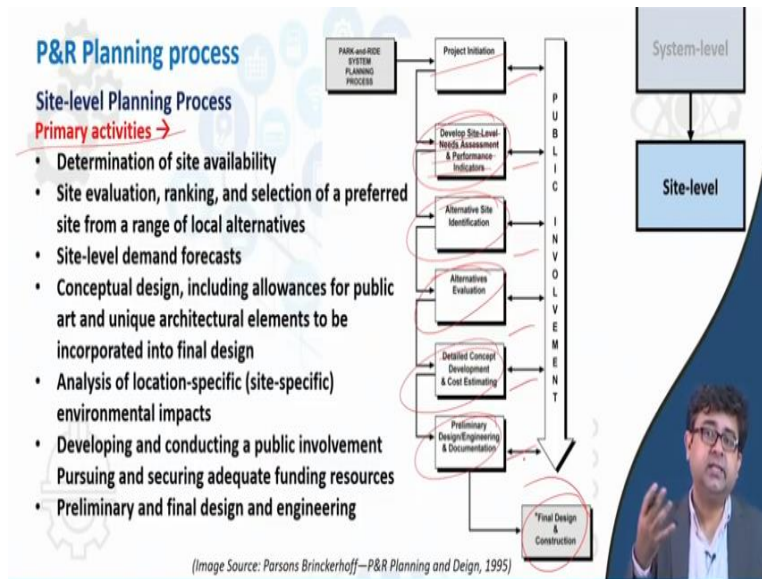 P&R Planning process
Site-level Planning Process
Primary activities →
• Determination of site availability
• Site evaluation, ranking, and selection of a preferred
site from a range of local alternatives
• Site-level demand forecasts
• Conceptual design, including allowances for public
art and unique architectural elements to be
incorporated into final design
• Analysis of location-specific (site-specific)
environmental impacts
• Developing and conducting a public involvement
Pursuing and securing adequate funding resources
• Preliminary and final design and engineering
PARK-and-RIDE
SYSTEM
PLANNING
PROCESS
Project Initiation
Develop Site-Level
Needs Assessment
& Performance
Indicators
Alternative Site
Identification
Alternatives
Evaluation
Detailed Concept
Development
& Cost Estimating
Preliminary
Design/Engineering
& Documentation
*Final Design
&
Construction
PUBLIC INVOLVEMENT
System-level
Site-level
(Image Source: Parsons Brinckerhoff—P&R Planning and Deign, 1995)